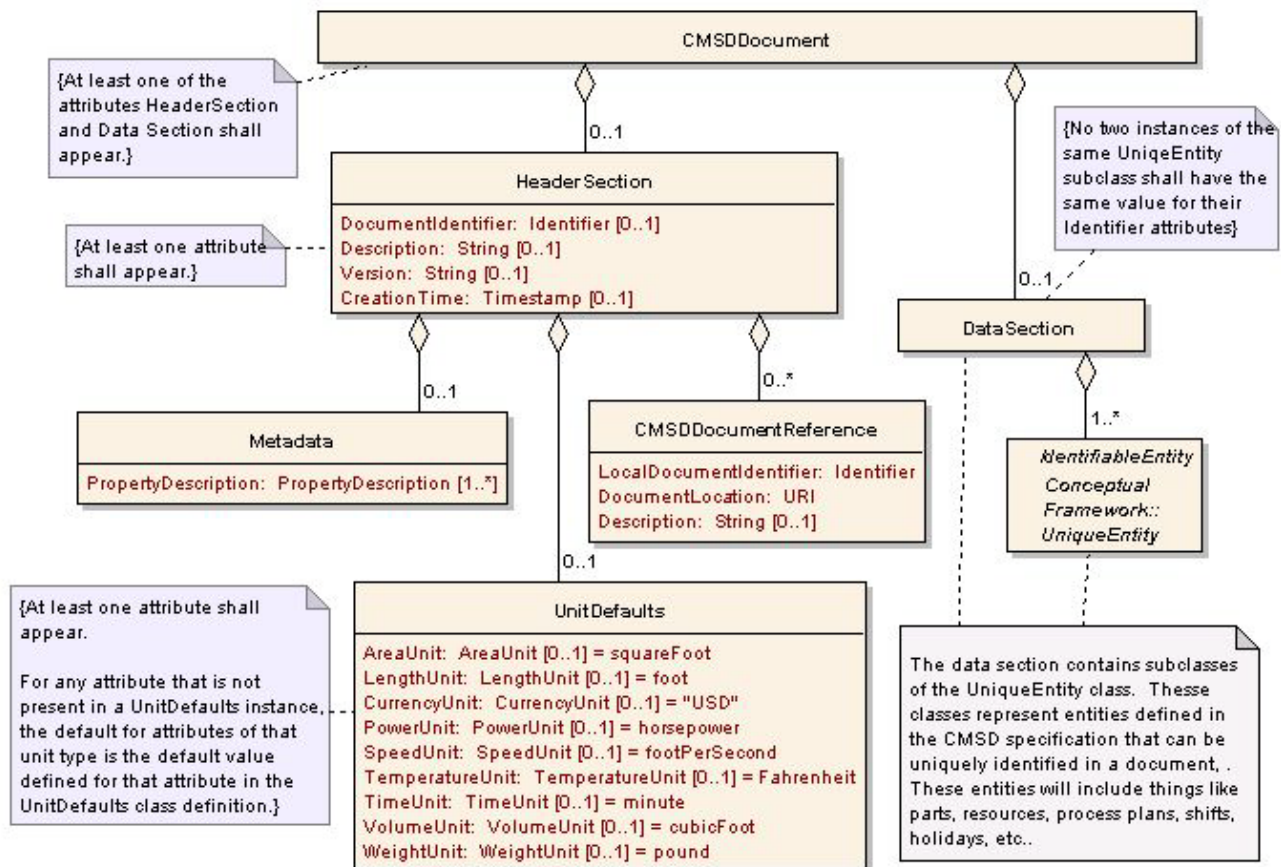 CMSDDocument
{At least one of the
attributes HeaderSection
and Data Section shall
appear.}
0..1
{No two instances of the
same UniqeEntity
subclass shall have the
same value for their
Identifier attributes}
HeaderSection
DocumentIdentifier: Identifier [0..1]
Description: String [0..1]
Version: String [0..1]
CreationTime: Timestamp [0..1]
{At least one attribute
shall appear.}
0..1
DataSection
0..1
0..*
1..*
Metadata
PropertyDescription: PropertyDescription [1..*]
CMSDDocumentReference
LocalDocumentIdentifier: Identifier
DocumentLocation: URI
Description: String [0..1]
IdentifiableEntity
Conceptual
Framework::
UniqueEntity
0..1
{At least one attribute shall
appear.
For any attribute that is not
present in a UnitDefaults instance,
the default for attributes of that
unit type is the default value
defined for that attribute in the
UnitDefaults class definition.}
UnitDefaults
AreaUnit: AreaUnit [0..1] = squareFoot
LengthUnit: LengthUnit [0..1] = foot
CurrencyUnit: CurrencyUnit [0..1] = "USD"
PowerUnit: PowerUnit [0..1] = horsepower
SpeedUnit: SpeedUnit [0..1] = footPerSecond
TemperatureUnit: TemperatureUnit [0..1] = Fahrenheit
TimeUnit: TimeUnit [0..1] = minute
VolumeUnit: VolumeUnit [0..1] = cubicFoot
WeightUnit: WeightUnit [0..1] = pound
The data section contains subclasses
of the UniqueEntity class. Thesse
classes represent entities defined in
the CMSD specification that can be
uniquely identified in a document, .
These entities will include things like
parts, resources, process plans, shifts,
holidays, etc..